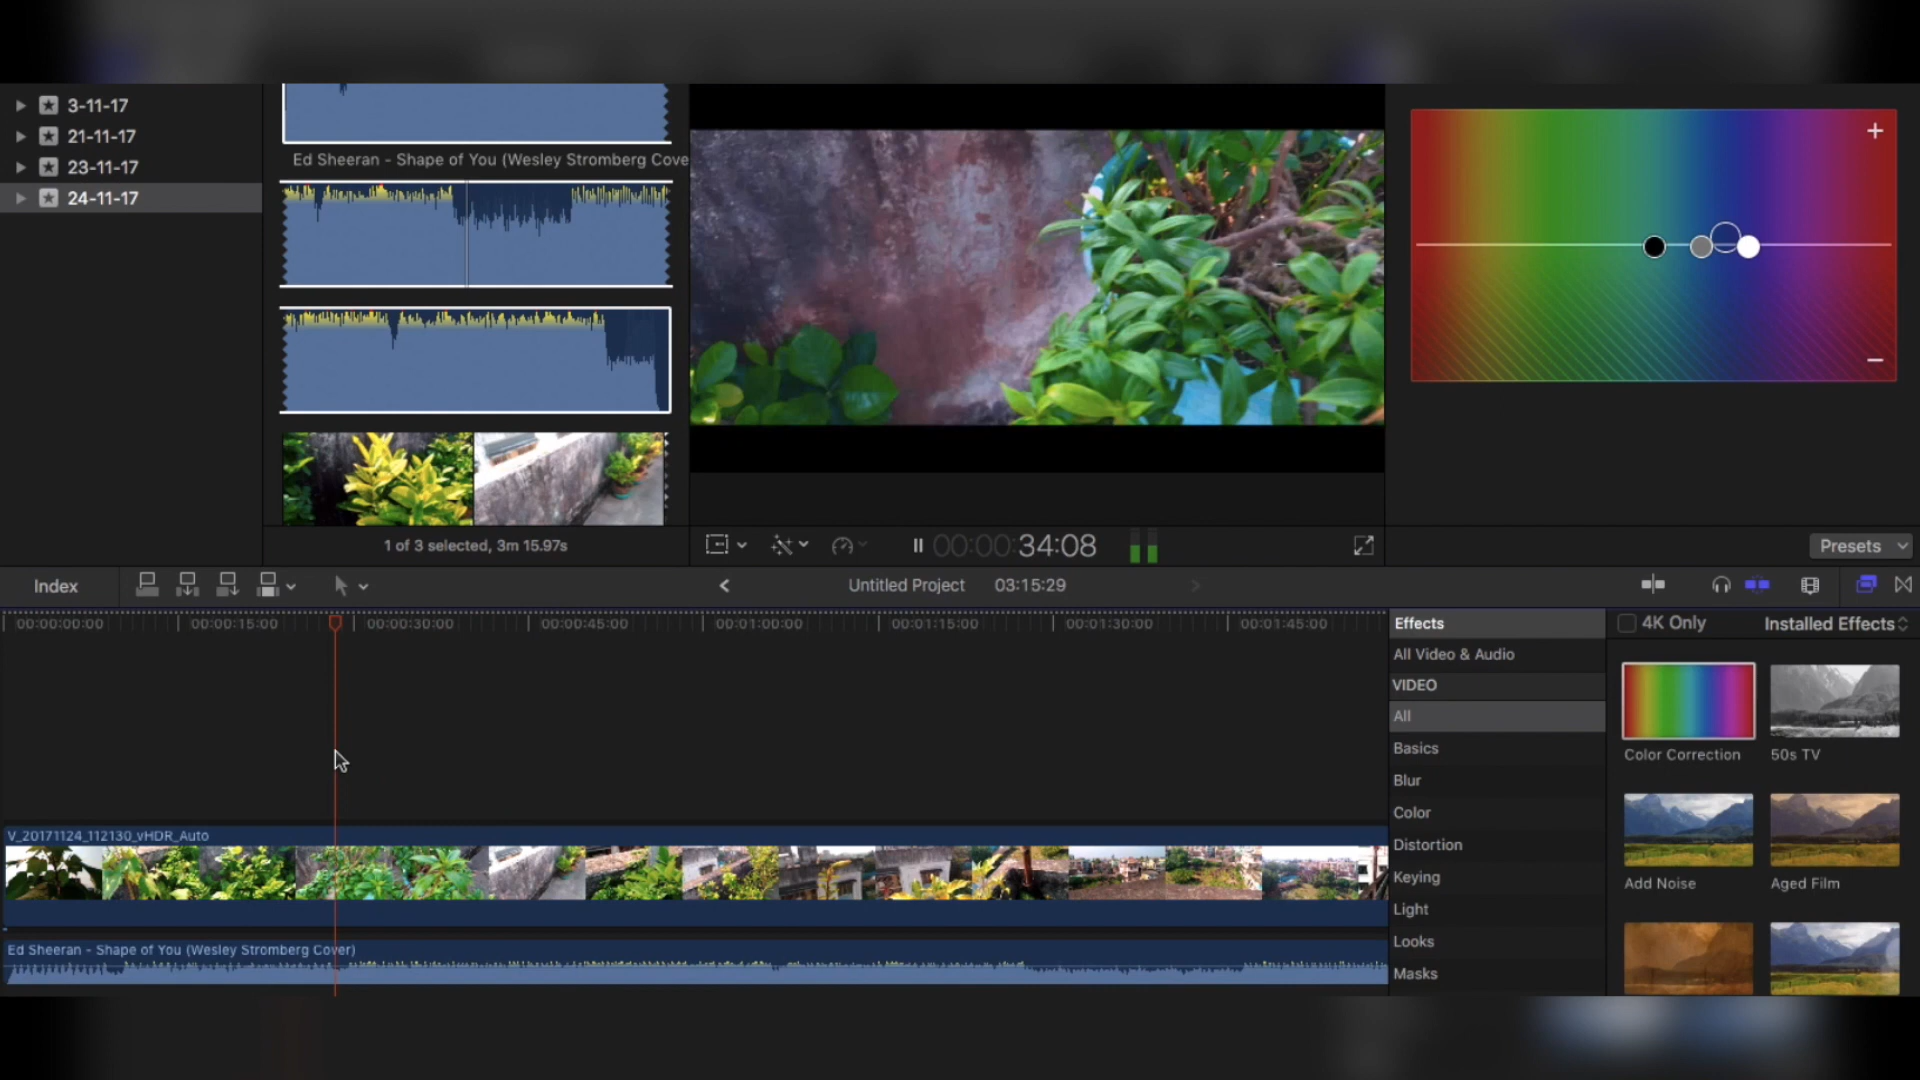 3-11-17
21-11-17
23-11-17
24-11-17
Ed Sheeran - Shape of You (Wesley Stromberg Cove
1 of 3 selected, 3m 15.97s
00:00:34:08
Presets
Index
Untitled Project 03:15:29
00:00:00:00 00:00:15:00 00:00:30:00 00:00:45:00 00:01:00:00 00:01:15:00 00:01:30:00 00:01:45:00
V_20171124_112130_vHDR_Auto
Ed Sheeran - Shape of You (Wesley Stromberg Cover)
Effects
All Video & Audio
VIDEO
All
Basics
Blur
Color
Distortion
Keying
Light
Looks
Masks
4K Only Installed Effects
Color Correction 50s TV
Add Noise Aged Film